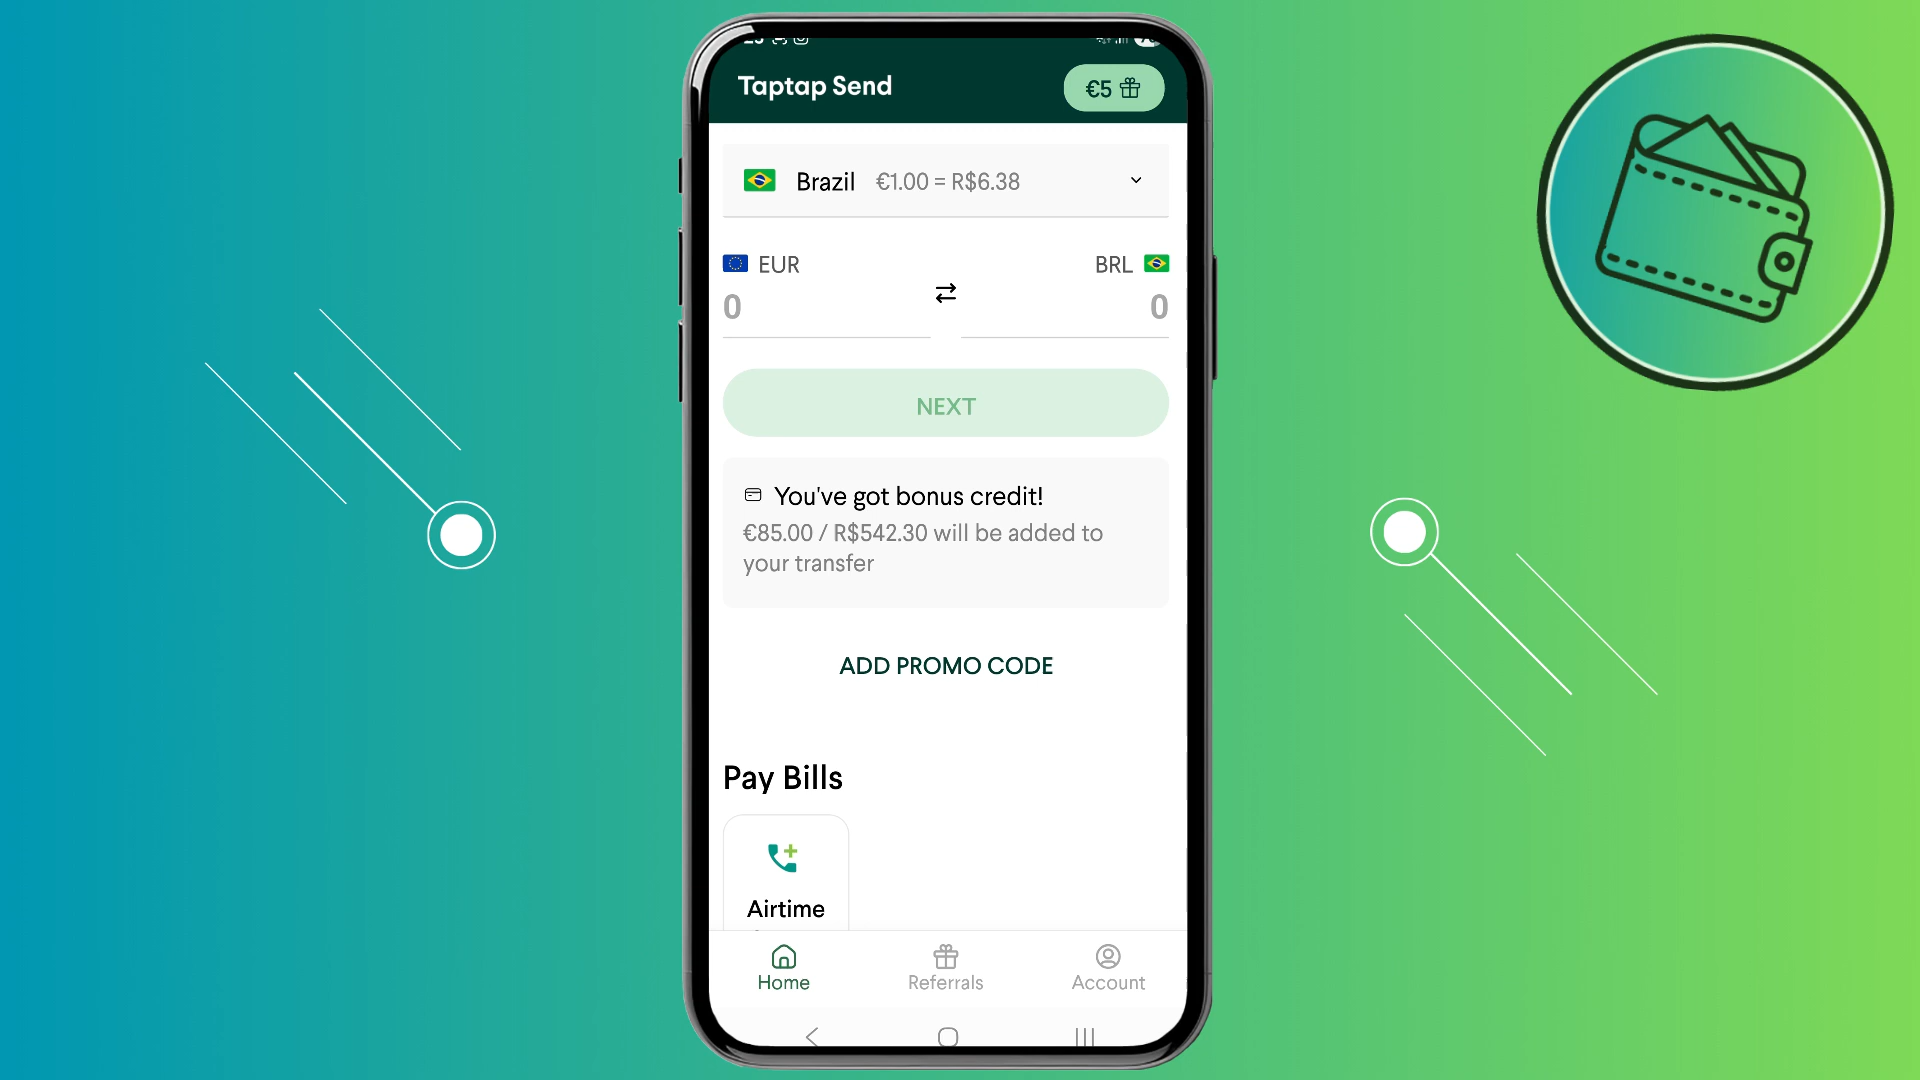 Taptap Send
€5
Brazil €1.00 = R$6.38
EUR
BRL
0
0
NEXT
You've got bonus credit!
€85.00 / R$542.30 will be added to
your transfer
ADD PROMO CODE
Pay Bills
Airtime
Home
Referrals
Account